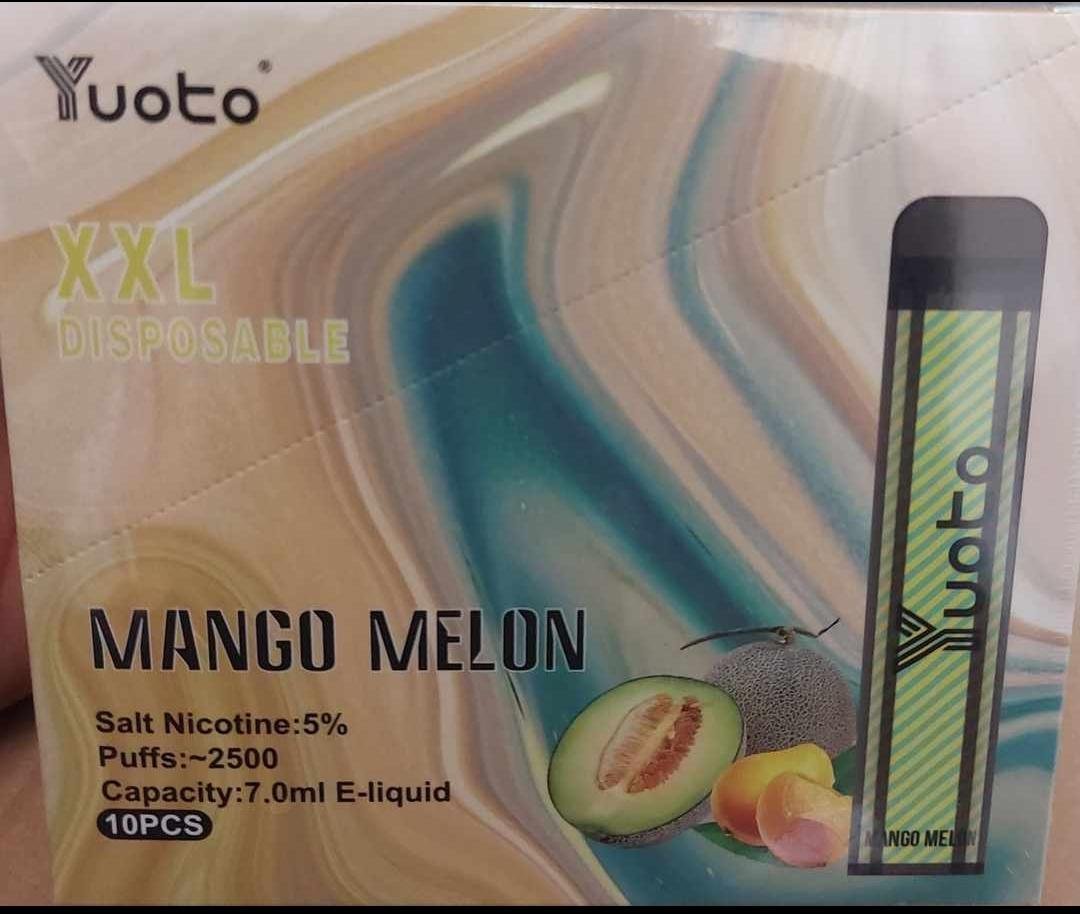 Yuoto®
XXL
DISPOSABLE
MANGO MELON
Salt Nicotine:5%
Puffs:~2500
Capacity:7.0ml E-liquid
10PCS
Yuoto
MANGO MELON